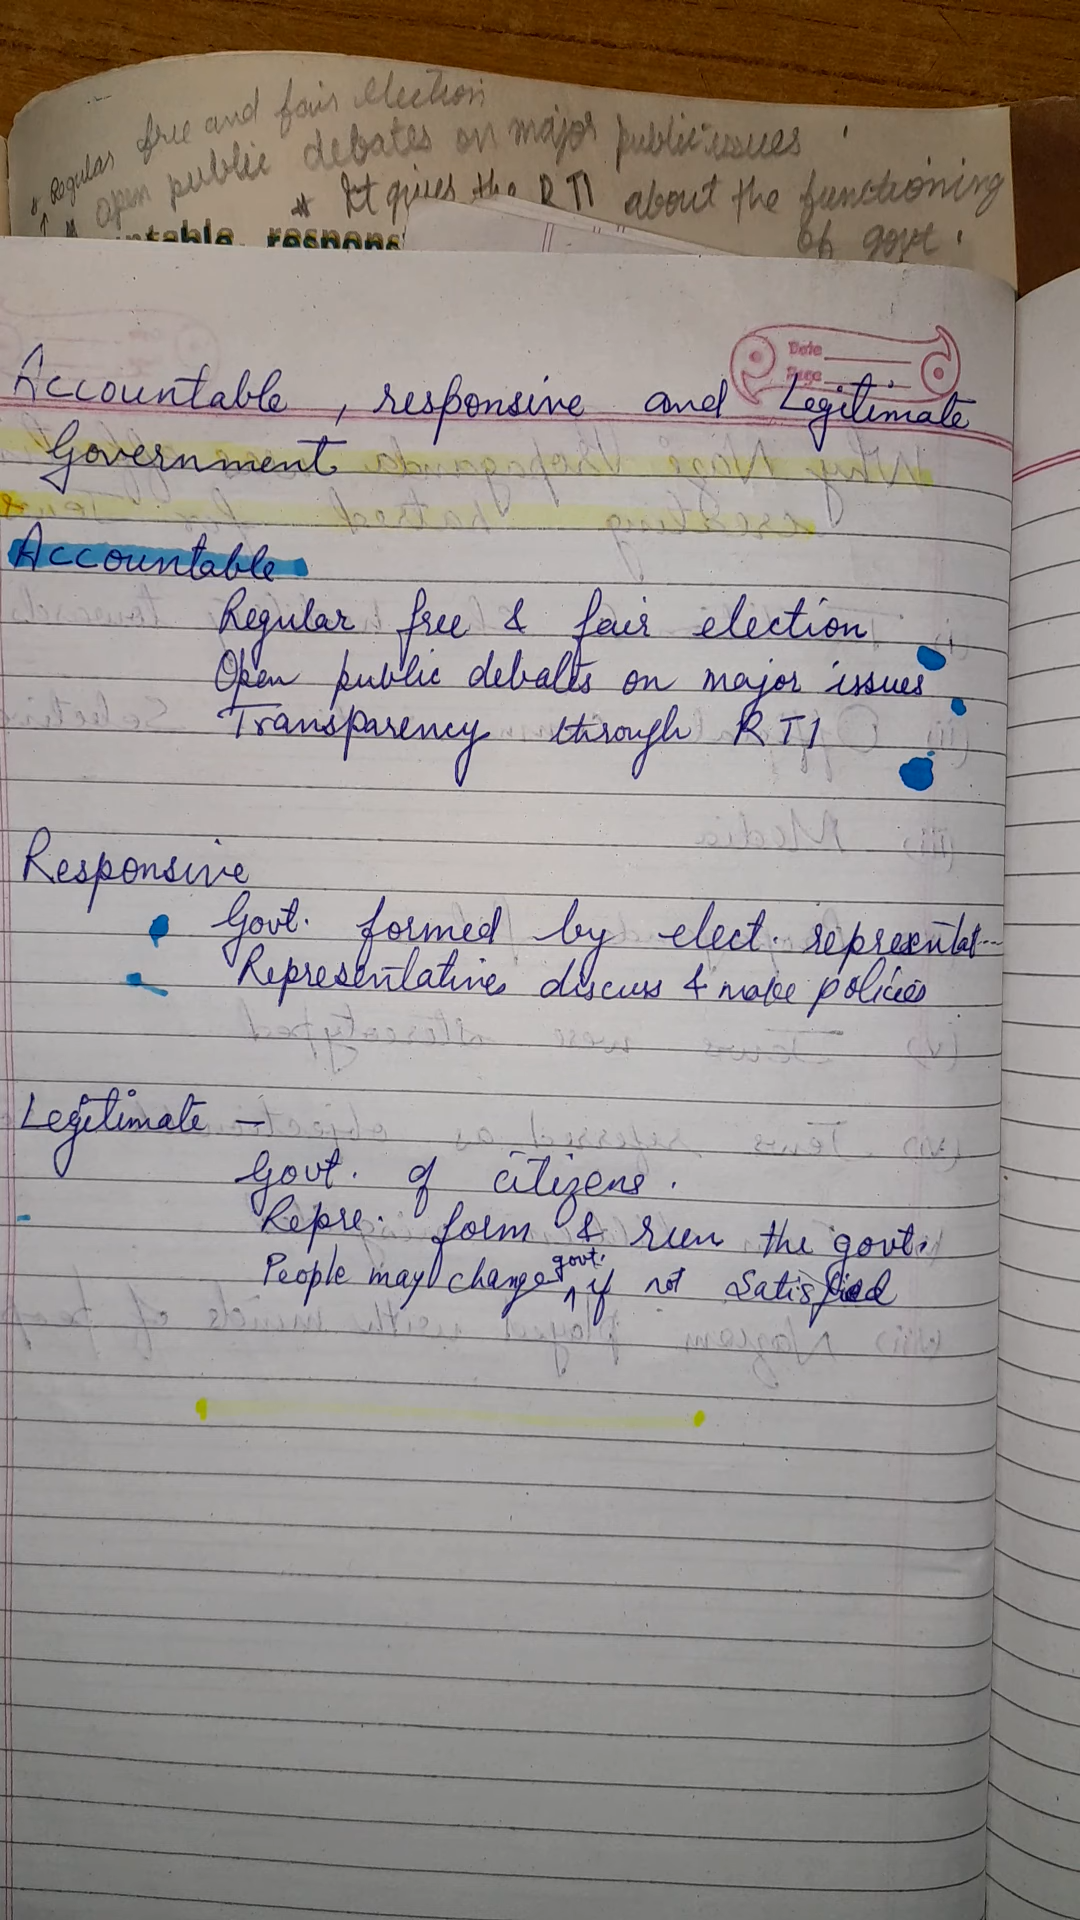 * Regular free and fair election
* open public debates on major public issues
* It gives the RTI about the functioning
of govt.
ntable, respons
Date
Page
Accountable, responsive and Legitimate
Government
Accountable
Regular free & fair election
Open public debates on major issues
Transparency through RTI
Responsive
Govt. formed by elect. representat...
Representatives discuss & make policies
Legitimate -
Govt. of citizens.
Repre. form & run the govt.
People may change govt. if not Satisfied